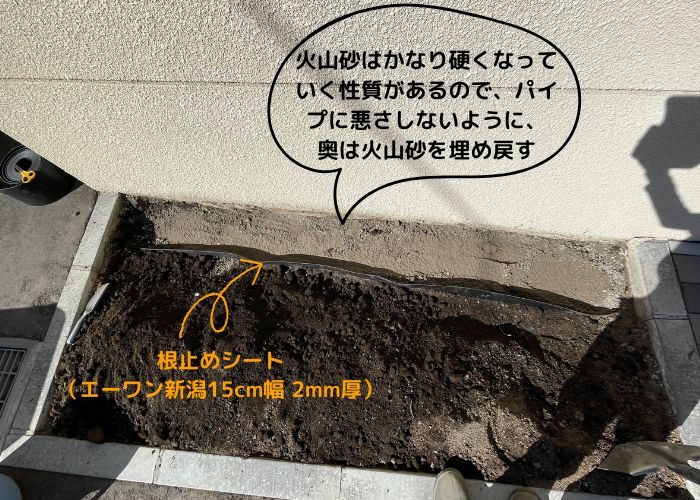 火山砂はかなり硬くなって
いく性質があるので、パイ
プに悪さしないように、
奥は火山砂を埋め戻す
根止めシート
（エーワン新潟15cm幅 2mm厚）